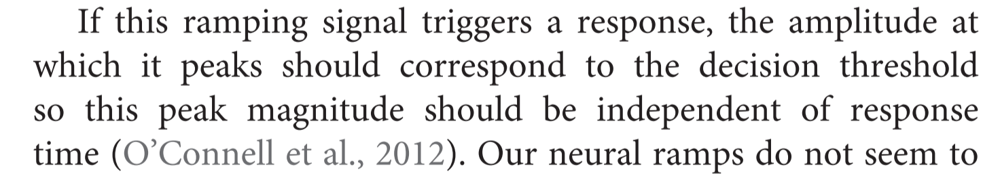 If this ramping signal triggers a response, the amplitude at
which it peaks should correspond to the decision threshold
so this peak magnitude should be independent of response
time (O’Connell et al., 2012). Our neural ramps do not seem to